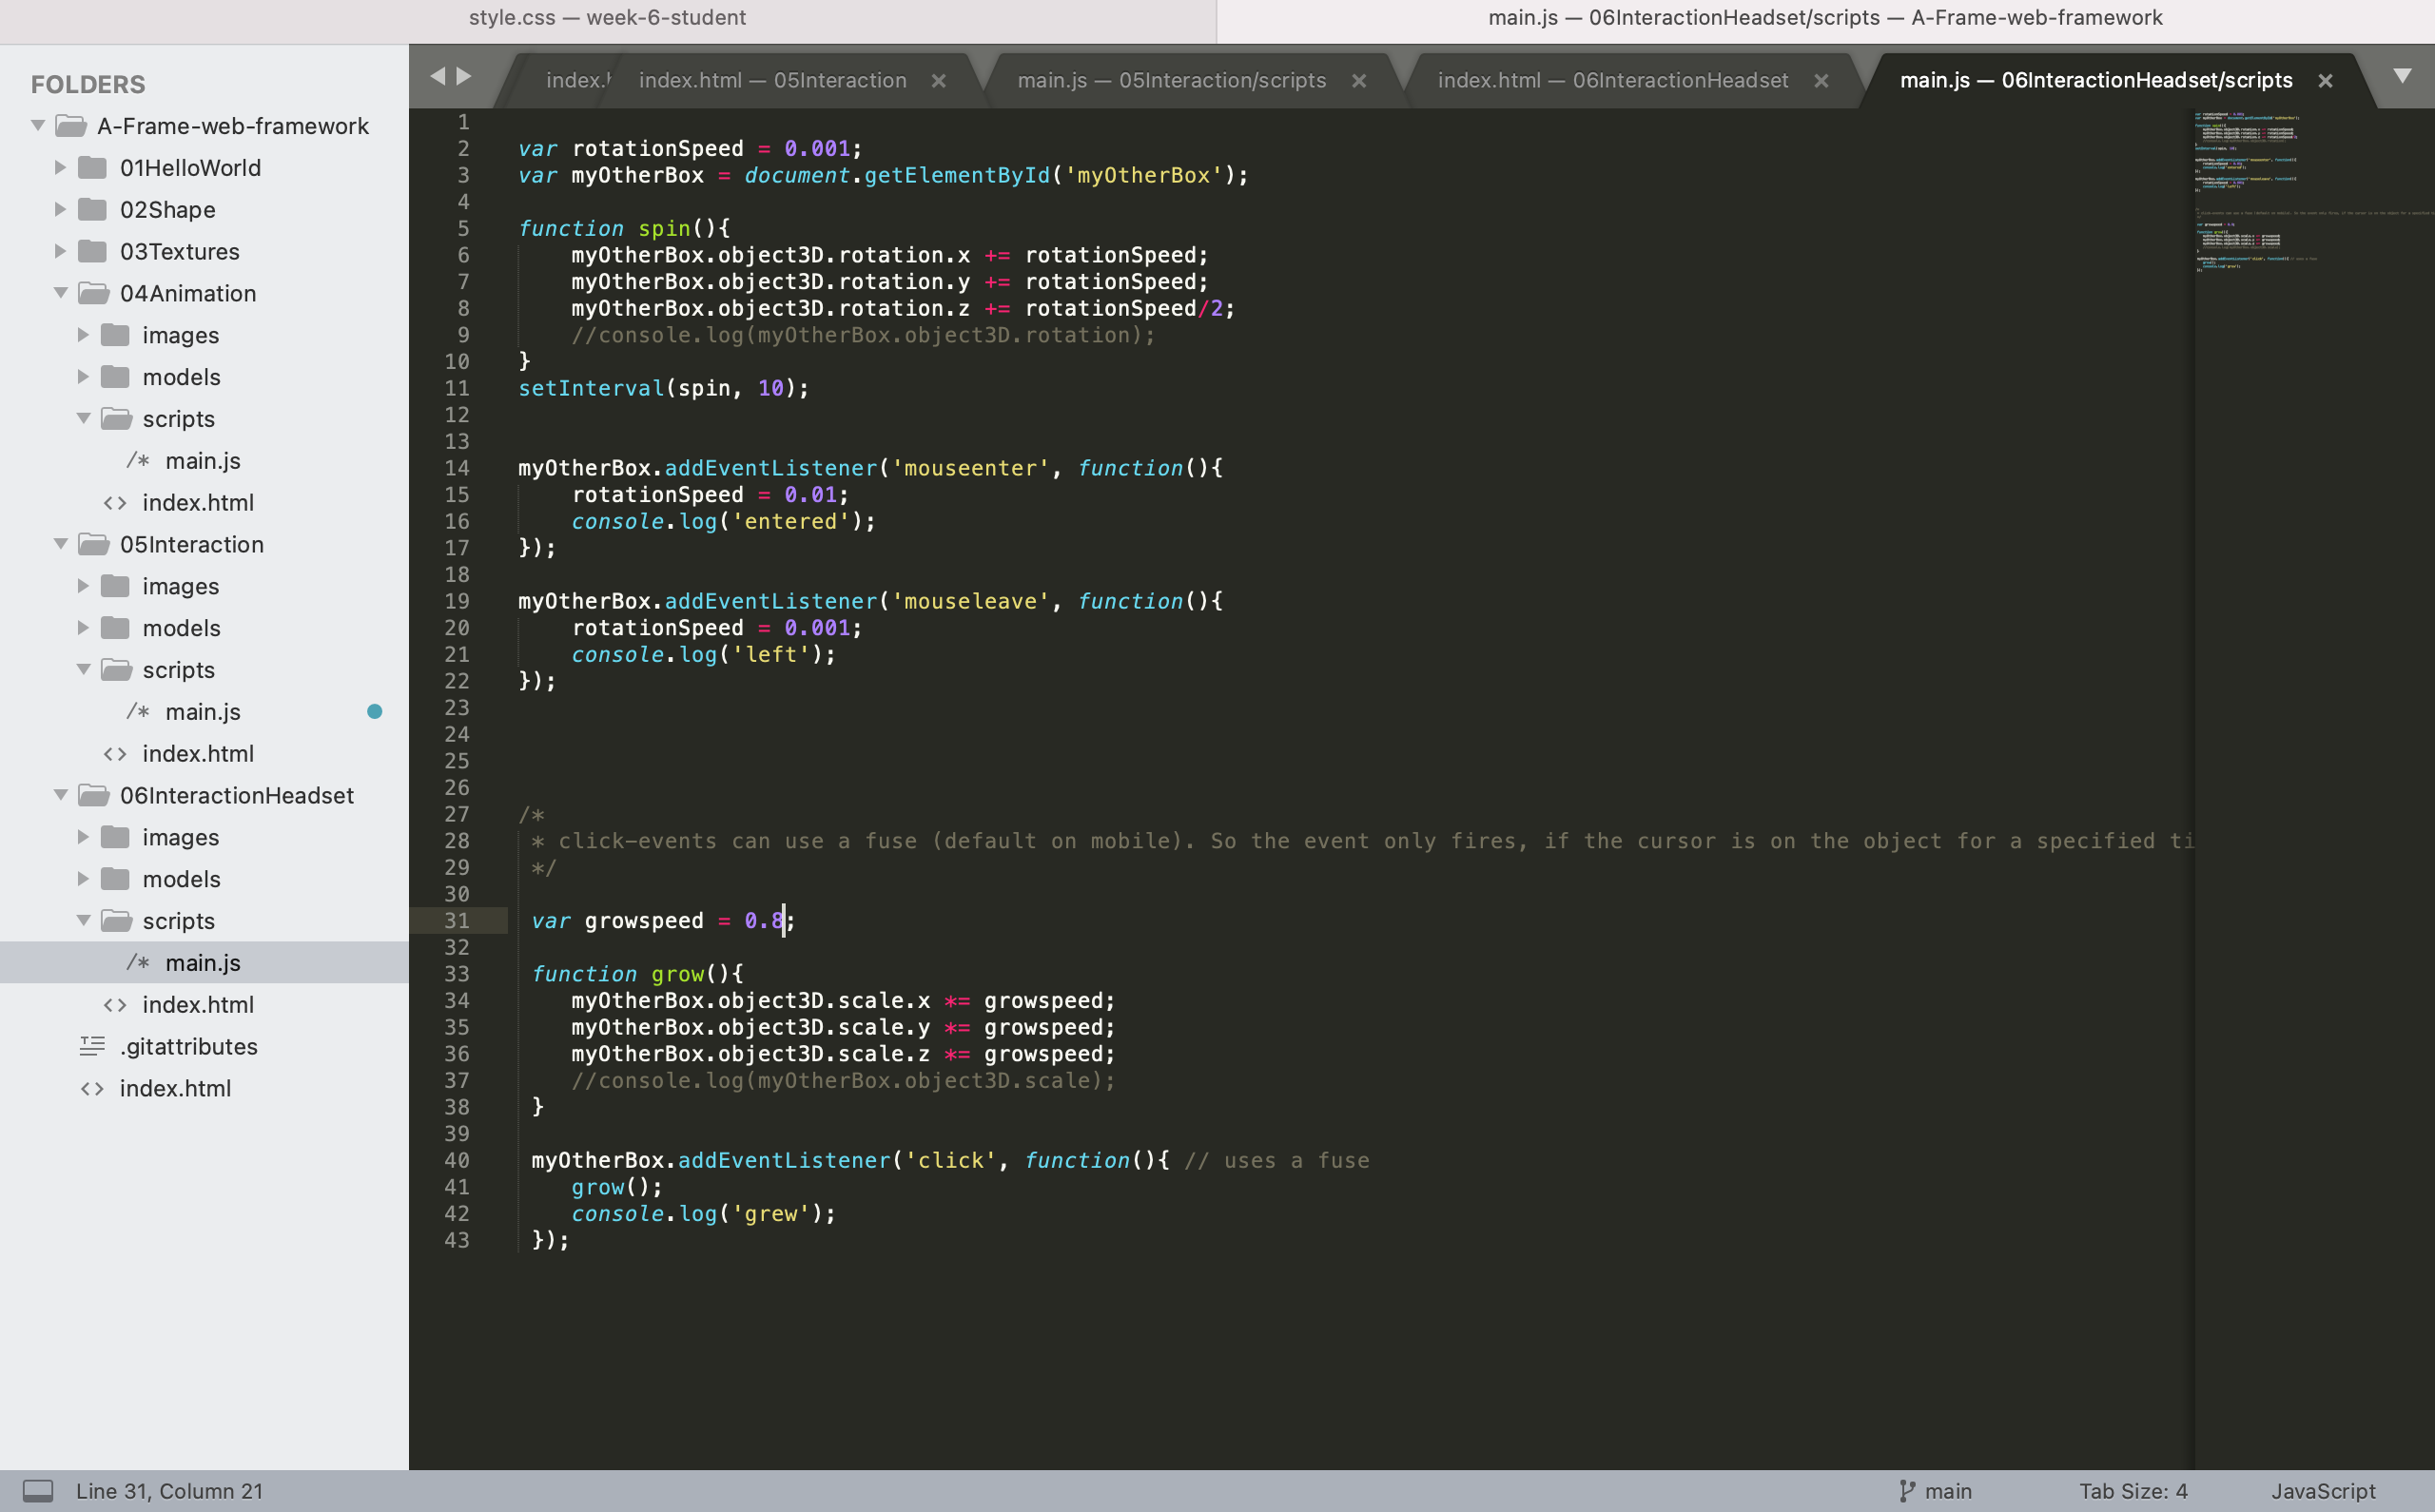 style.css — week-6-student
main.js — 06InteractionHeadset/scripts — A-Frame-web-framework
FOLDERS
A-Frame-web-framework
01HelloWorld
02Shape
03Textures
04Animation
images
models
scripts
/* main.js
<> index.html
05Interaction
images
models
scripts
/* main.js
<> index.html
06InteractionHeadset
images
models
scripts
/* main.js
<> index.html
.gitattributes
<> index.html
index.h
index.html — 05Interaction ×
main.js — 05Interaction/scripts ×
index.html — 06InteractionHeadset ×
main.js — 06InteractionHeadset/scripts ×
1
2 var rotationSpeed = 0.001;
3 var myOtherBox = document.getElementById('myOtherBox');
4
5 function spin(){
6 myOtherBox.object3D.rotation.x += rotationSpeed;
7 myOtherBox.object3D.rotation.y += rotationSpeed;
8 myOtherBox.object3D.rotation.z += rotationSpeed/2;
9 //console.log(myOtherBox.object3D.rotation);
10 }
11 setInterval(spin, 10);
12
13
14 myOtherBox.addEventListener('mouseenter', function(){
15 rotationSpeed = 0.01;
16 console.log('entered');
17 });
18
19 myOtherBox.addEventListener('mouseleave', function(){
20 rotationSpeed = 0.001;
21 console.log('left');
22 });
23
24
25
26
27 /*
28 * click-events can use a fuse (default on mobile). So the event only fires, if the cursor is on the object for a specified ti
29 */
30
31 var growspeed = 0.8;
32
33 function grow(){
34 myOtherBox.object3D.scale.x *= growspeed;
35 myOtherBox.object3D.scale.y *= growspeed;
36 myOtherBox.object3D.scale.z *= growspeed;
37 //console.log(myOtherBox.object3D.scale);
38 }
39
40 myOtherBox.addEventListener('click', function(){ // uses a fuse
41 grow();
42 console.log('grew');
43 });
Line 31, Column 21
main
Tab Size: 4
JavaScript